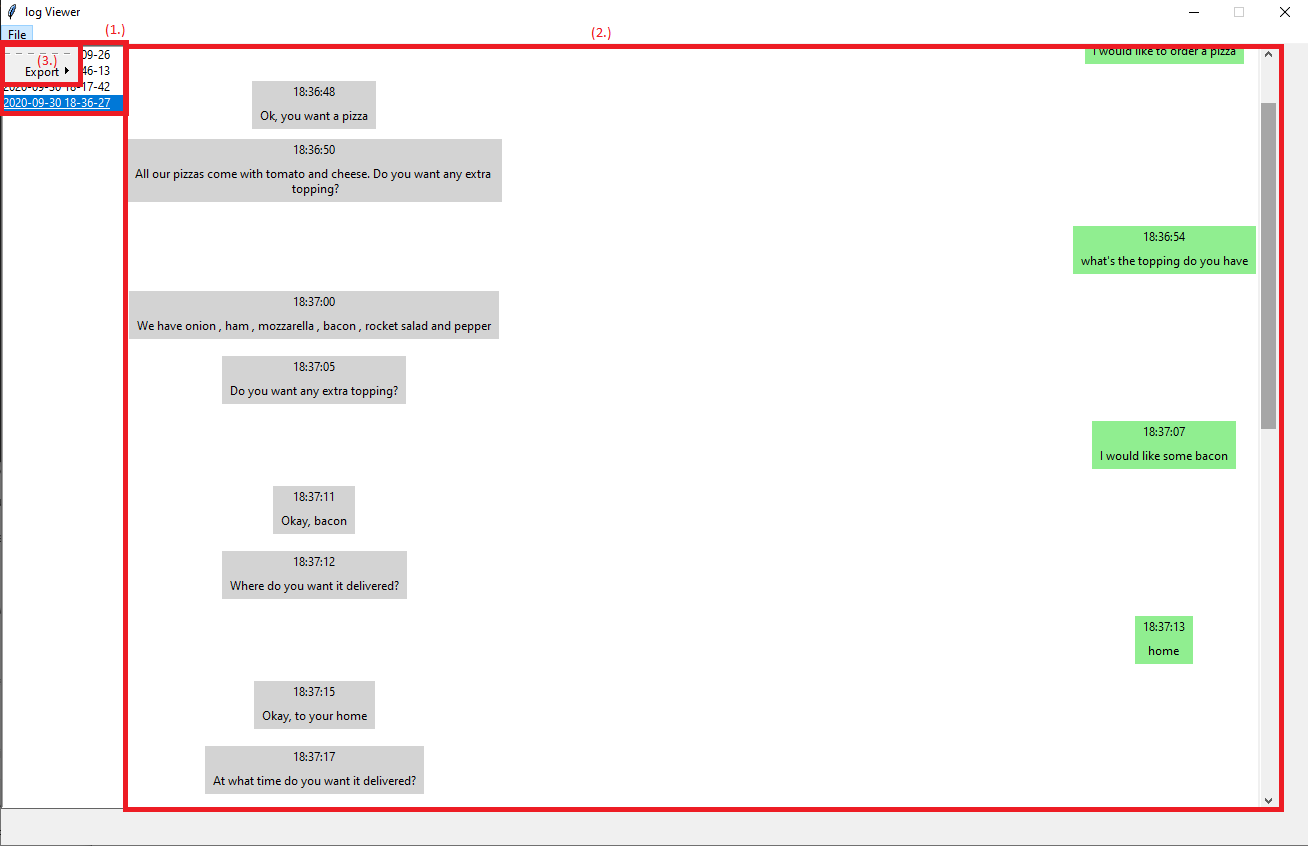 log Viewer
File
(1.)
(2.)
09-26
(3.)
Export
46-13
2020-09-30 18-17-42
2020-09-30 18-36-27
I would like to order a pizza
18:36:48
Ok, you want a pizza
18:36:50
All our pizzas come with tomato and cheese. Do you want any extra
topping?
18:36:54
what's the topping do you have
18:37:00
We have onion , ham , mozzarella , bacon , rocket salad and pepper
18:37:05
Do you want any extra topping?
18:37:07
I would like some bacon
18:37:11
Okay, bacon
18:37:12
Where do you want it delivered?
18:37:13
home
18:37:15
Okay, to your home
18:37:17
At what time do you want it delivered?